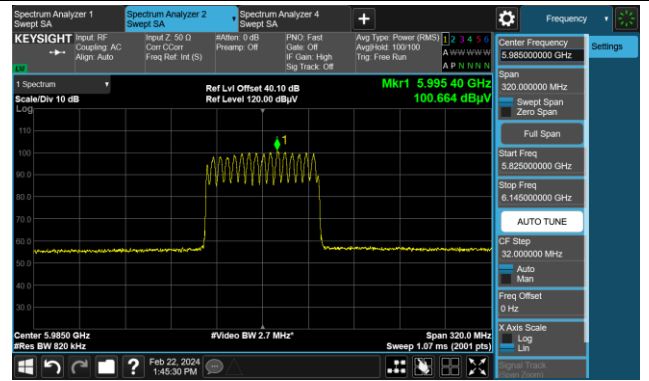 Spectrum Analyzer 1
Swept SA
Spectrum Analyzer 2
Swept SA
Spectrum Analyzer 4
Swept SA
+
Frequency
KEYSIGHT
Input: RF
Coupling: AC
Align: Auto
Input Z: 50 Ω
Corr CCorr
Freq Ref: Int (S)
#Atten: 0 dB
Preamp: Off
PNO: Fast
Gate: Off
IF Gain: High
Sig Track: Off
Avg Type: Power (RMS)
Avg|Hold: 100/100
Trig: Free Run
1 2 3 4 5 6
A W W W W W
A P N N N N
LXI
1 Spectrum
Scale/Div 10 dB
Ref Lvl Offset 40.10 dB
Ref Level 120.00 dBµV
Mkr1 5.995 40 GHz
100.664 dBµV
Log
110
100
90.0
80.0
70.0
60.0
50.0
40.0
30.0
1
Center 5.9850 GHz
#Res BW 820 kHz
#Video BW 2.7 MHz*
Span 320.0 MHz
Sweep 1.07 ms (2001 pts)
Center Frequency
5.985000000 GHz
Settings
Span
320.000000 MHz
Swept Span
Zero Span
Full Span
Start Freq
5.825000000 GHz
Stop Freq
6.145000000 GHz
AUTO TUNE
CF Step
32.000000 MHz
Auto
Man
Freq Offset
0 Hz
X Axis Scale
Log
Lin
Signal Track
(Span Zoom)
?
Feb 22, 2024
1:45:30 PM